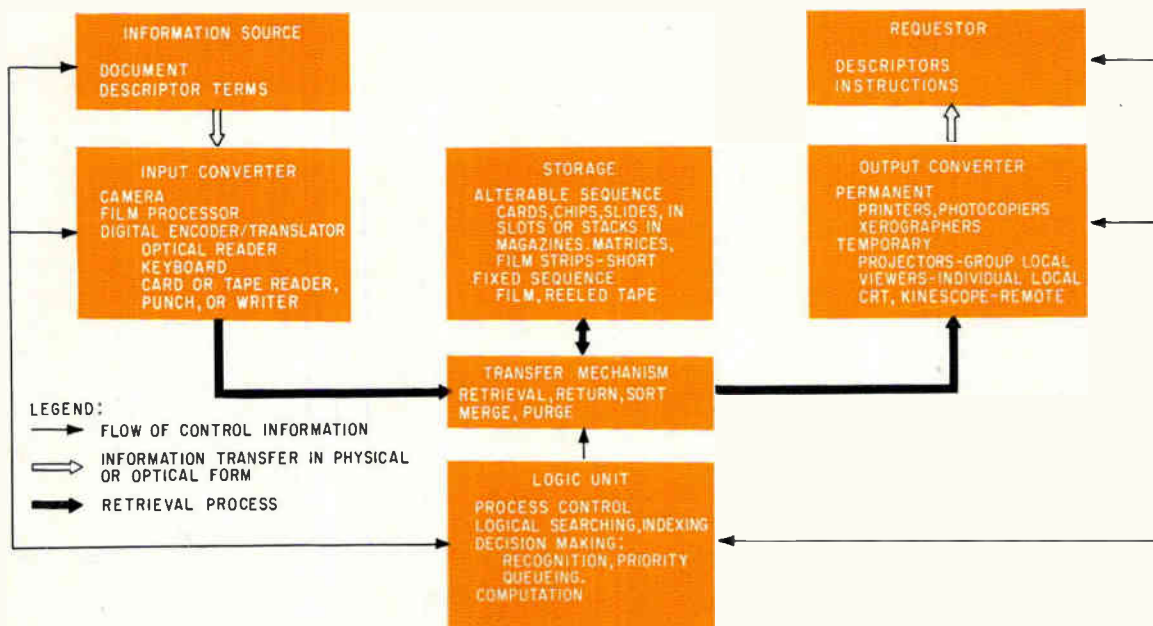 INFORMATION SOURCE
DOCUMENT
DESCRIPTOR TERMS
REQUESTOR
DESCRIPTORS
INSTRUCTIONS
INPUT CONVERTER
CAMERA
FILM PROCESSOR
DIGITAL ENCODER/TRANSLATOR
OPTICAL READER
KEYBOARD
CARD OR TAPE READER,
PUNCH, OR WRITER
STORAGE
ALTERABLE SEQUENCE
CARDS, CHIPS, SLIDES, IN
SLOTS OR STACKS IN
MAGAZINES. MATRICES,
FILM STRIPS-SHORT
FIXED SEQUENCE
FILM, REELED TAPE
OUTPUT CONVERTER
PERMANENT
PRINTERS, PHOTOCOPIERS
XEROGRAPHERS
TEMPORARY
PROJECTORS-GROUP LOCAL
VIEWERS-INDIVIDUAL LOCAL
CRT, KINESCOPE-REMOTE
TRANSFER MECHANISM
RETRIEVAL, RETURN, SORT
MERGE, PURGE
LEGEND:
FLOW OF CONTROL INFORMATION
INFORMATION TRANSFER IN PHYSICAL
OR OPTICAL FORM
RETRIEVAL PROCESS
LOGIC UNIT
PROCESS CONTROL
LOGICAL SEARCHING, INDEXING
DECISION MAKING:
RECOGNITION, PRIORITY
QUEUEING.
COMPUTATION